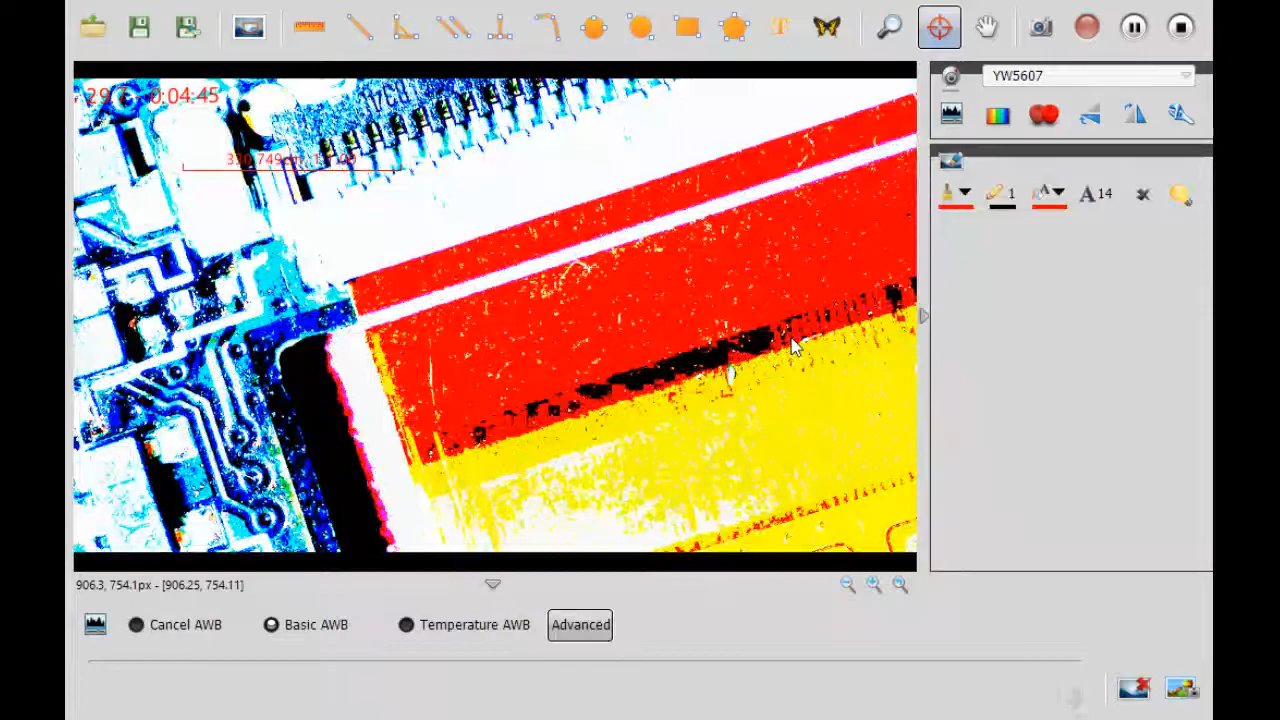 YW5607
0:04:45
1
A 14
906.3, 754.1px - [906.25, 754.11]
Cancel AWB
Basic AWB
Temperature AWB
Advanced